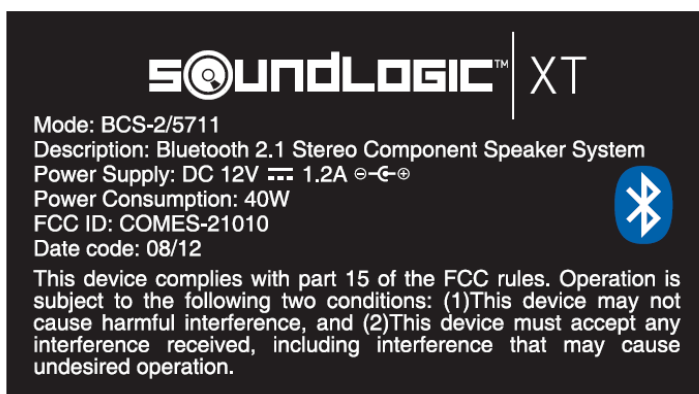 SOUNDLOGIC™ XT
Mode: BCS-2/5711
Description: Bluetooth 2.1 Stereo Component Speaker System
Power Supply: DC 12V ⎓ 1.2A ⊖-C-⊕
Power Consumption: 40W
FCC ID: COMES-21010
Date code: 08/12
This device complies with part 15 of the FCC rules. Operation is
subject to the following two conditions: (1)This device may not
cause harmful interference, and (2)This device must accept any
interference received, including interference that may cause
undesired operation.